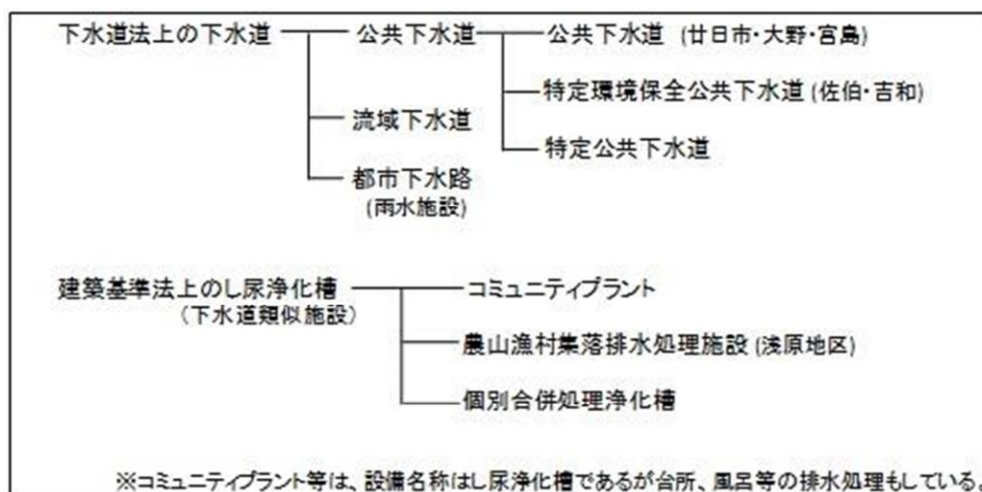 下水道法上の下水道 公共下水道 公共下水道 (廿日市・大野・宮島)
特定環境保全公共下水道 (佐伯・吉和)
流域下水道
特定公共下水道
都市下水路
(雨水施設)
建築基準法上のし尿浄化槽 コミュニティプラント
(下水道類似施設)
農山漁村集落排水処理施設 (浅原地区)
個別合併処理浄化槽
※コミュニティプラント等は、設備名称はし尿浄化槽であるが台所、風呂等の排水処理もしている。